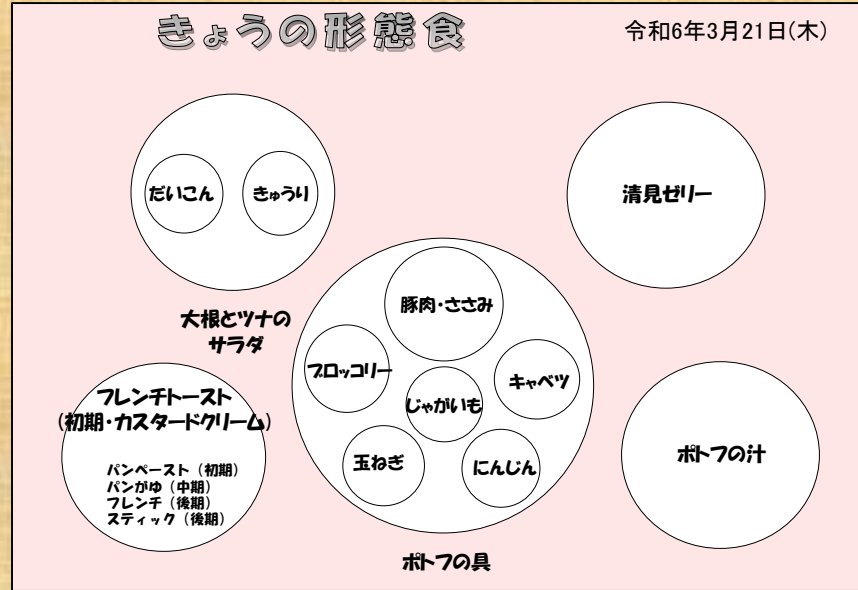 きょうの形態食
令和6年3月21日(木)
だいこん
きゅうり
大根とツナの
サラダ
清見ゼリー
豚肉・ささみ
ブロッコリー
キャベツ
じゃがいも
玉ねぎ
にんじん
ポトフの具
フレンチトースト
(初期・カスタードクリーム)
パンペースト(初期)
パンがゆ(中期)
フレンチ(後期)
スティック(後期)
ポトフの汁